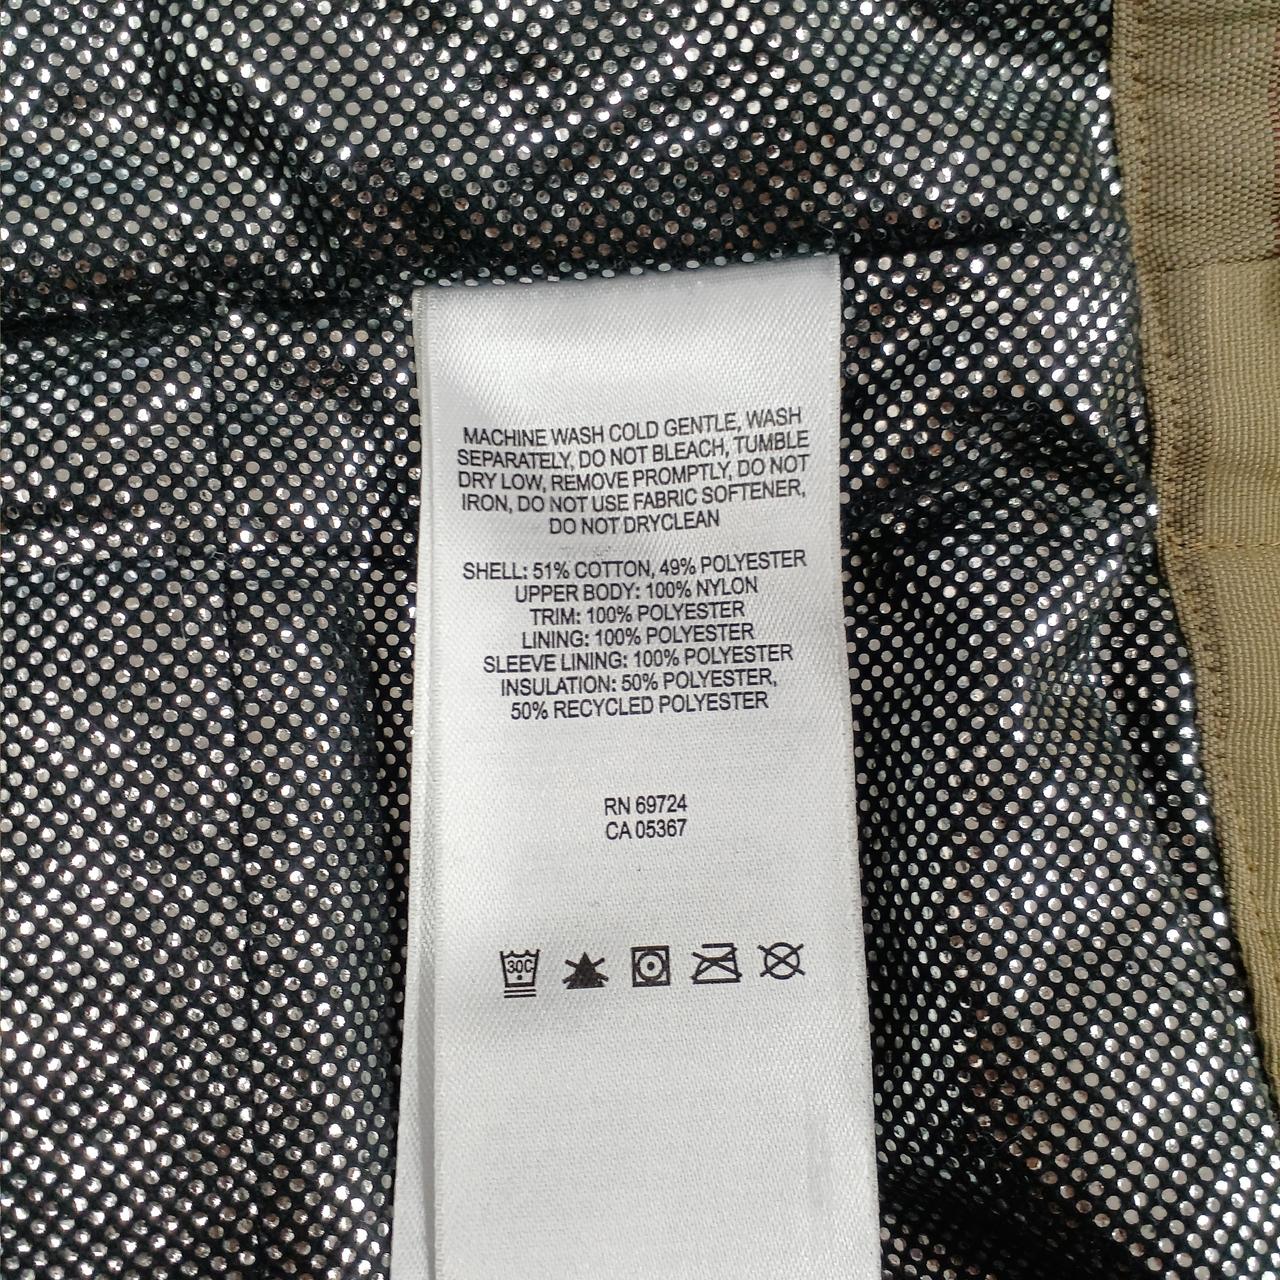 MACHINE WASH COLD GENTLE, WASH
SEPARATELY, DO NOT BLEACH, TUMBLE
DRY LOW, REMOVE PROMPTLY, DO NOT
IRON, DO NOT USE FABRIC SOFTENER,
DO NOT DRYCLEAN
SHELL: 51% COTTON, 49% POLYESTER
UPPER BODY: 100% NYLON
TRIM: 100% POLYESTER
LINING: 100% POLYESTER
SLEEVE LINING: 100% POLYESTER
INSULATION: 50% POLYESTER,
50% RECYCLED POLYESTER
RN 69724
CA 05367
30C